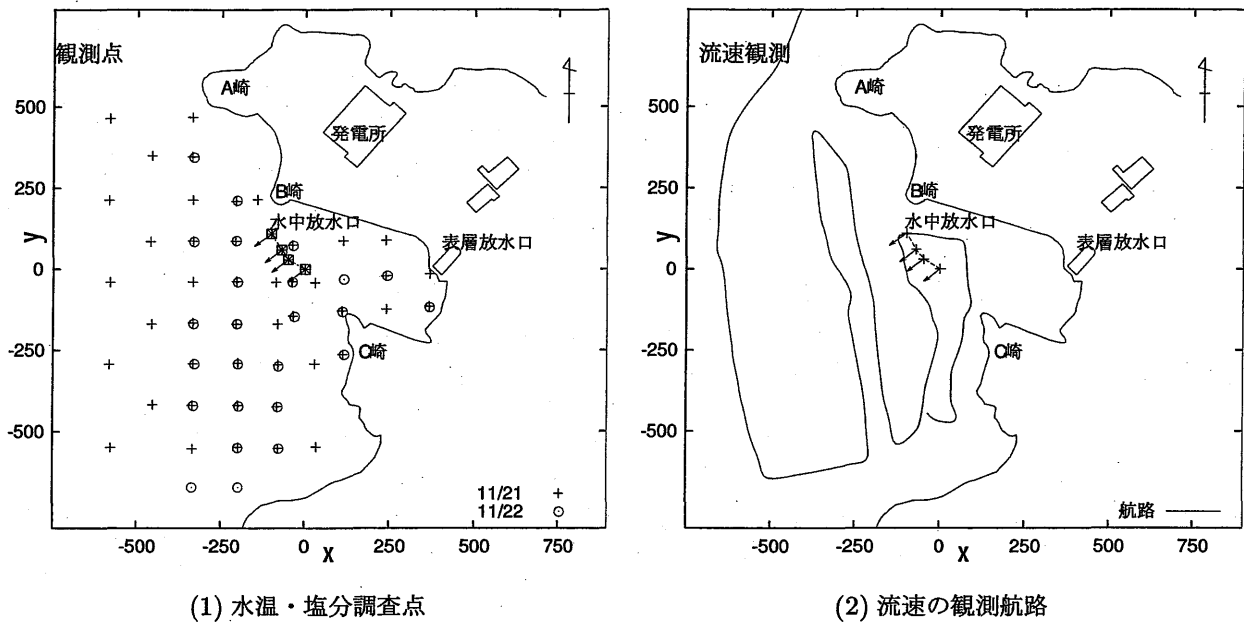 観測点
A崎
発電所
B崎
水中放水口
表層放水口
C崎
11/21
11/22
500
250
0
-250
-500
y
-500
-250
0
250
500
750
X
(1) 水温・塩分調査点
流速観測
A崎
発電所
B崎
水中放水口
表層放水口
C崎
航路
500
250
0
-250
-500
y
-500
-250
0
250
500
750
X
(2) 流速の観測航路